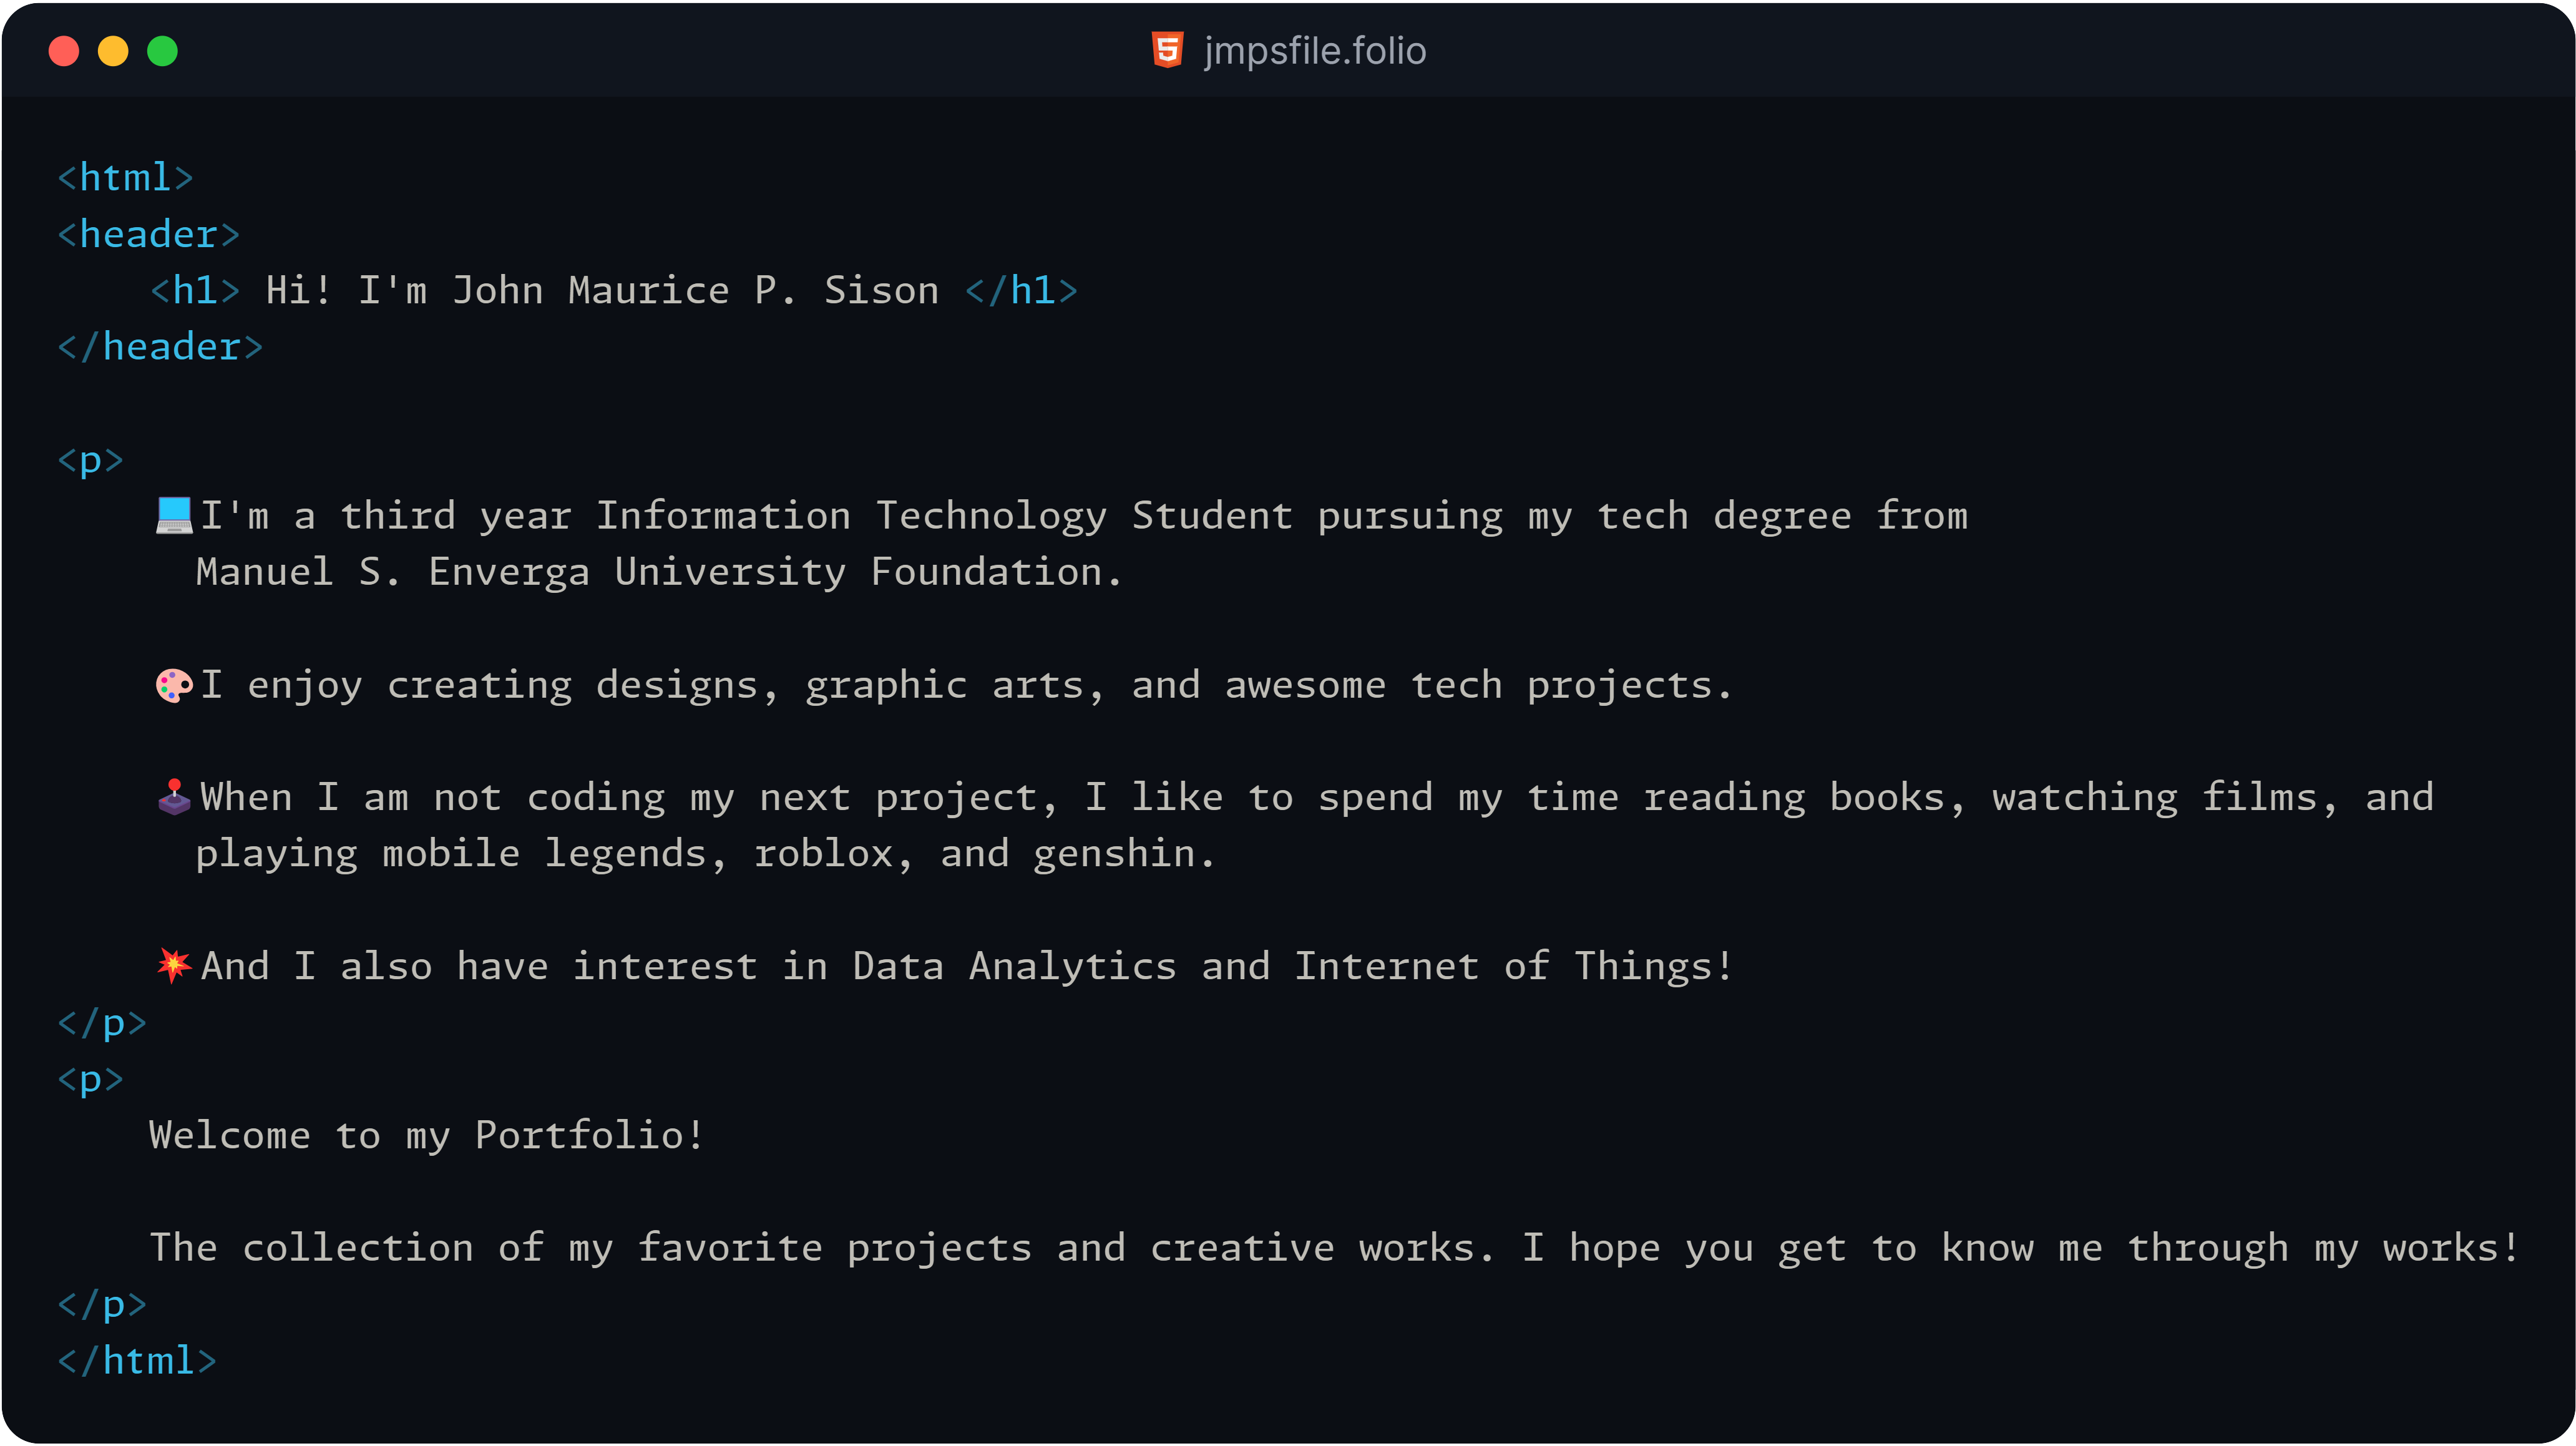 jmpsfile.folio
<html>
<header>
<h1> Hi! I'm John Maurice P. Sison </h1>
</header>
<p>
💻I'm a third year Information Technology Student pursuing my tech degree from
Manuel S. Enverga University Foundation.
🎨I enjoy creating designs, graphic arts, and awesome tech projects.
🕹️When I am not coding my next project, I like to spend my time reading books, watching films, and
playing mobile legends, roblox, and genshin.
💥And I also have interest in Data Analytics and Internet of Things!
</p>
<p>
Welcome to my Portfolio!
The collection of my favorite projects and creative works. I hope you get to know me through my works!
</p>
</html>